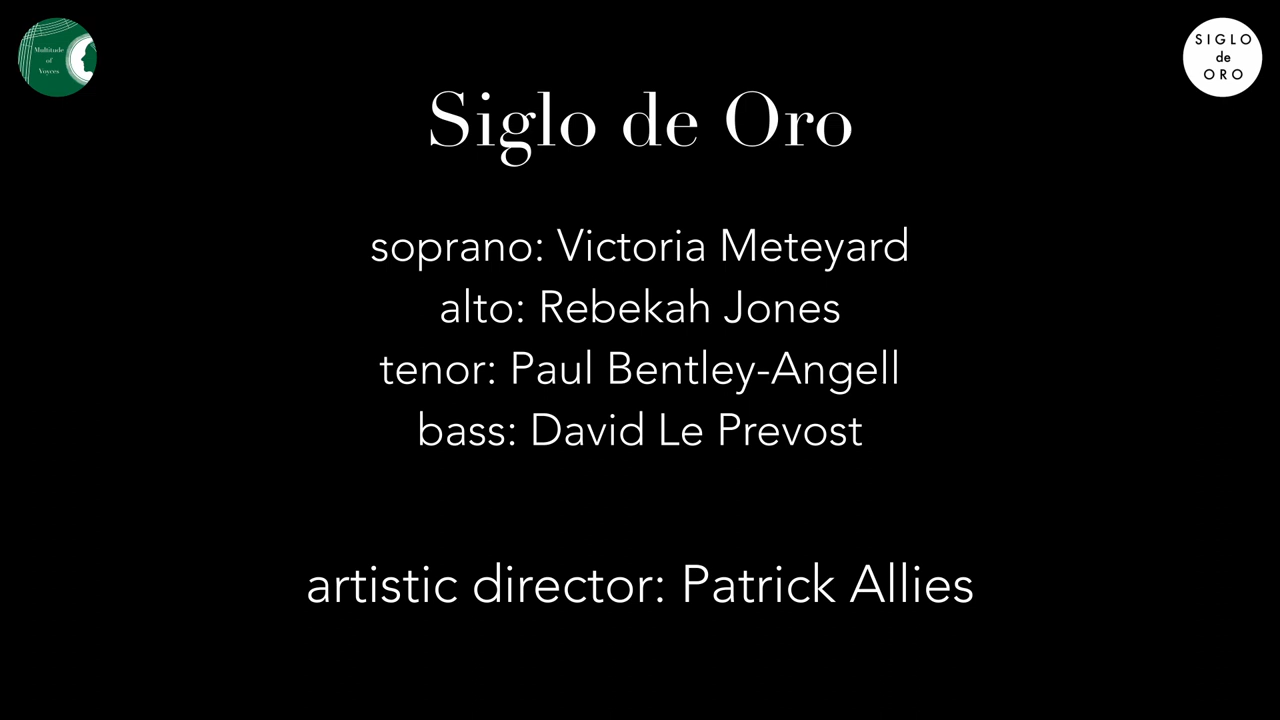 Multitude
of
Voyces
SIGLO
de
ORO
Siglo de Oro
soprano: Victoria Meteyard
alto: Rebekah Jones
tenor: Paul Bentley-Angell
bass: David Le Prevost
artistic director: Patrick Allies